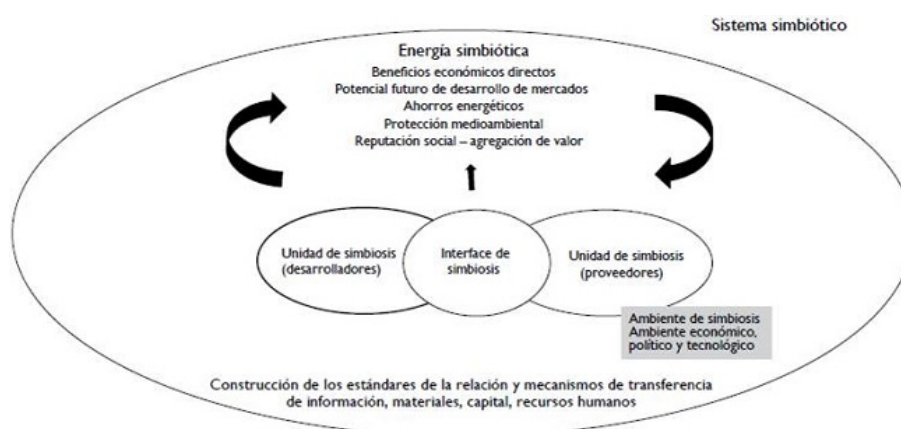 Sistema simbiótico
Energía simbiótica
Beneficios económicos directos
Potencial futuro de desarrollo de mercados
Ahorros energéticos
Protección medioambiental
Reputación social – agregación de valor
Unidad de simbiosis
(desarrolladores)
Interface de
simbiosis
Unidad de simbiosis
(proveedores)
Ambiente de simbiosis
Ambiente económico,
político y tecnológico
Construcción de los estándares de la relación y mecanismos de transferencia
de información, materiales, capital, recursos humanos